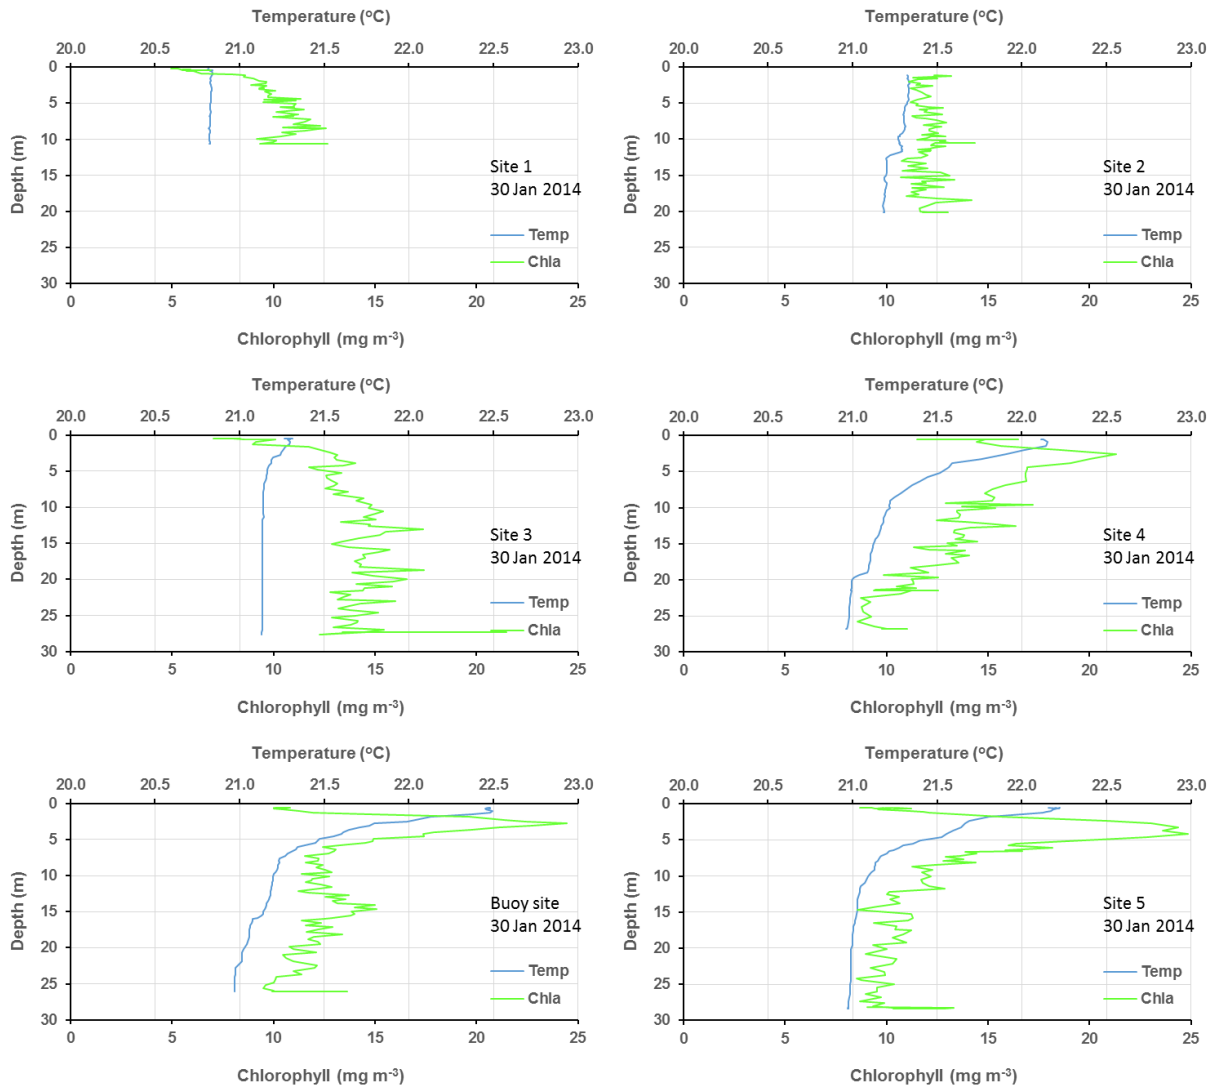 Temperature (°C)
20.0 20.5 21.0 21.5 22.0 22.5 23.0
0
5
10
15
20
25
30
Depth (m)
Site 1
30 Jan 2014
Temp
Chla
0 5 10 15 20 25
Chlorophyll (mg m-3)
Temperature (°C)
20.0 20.5 21.0 21.5 22.0 22.5 23.0
0
5
10
15
20
25
30
Depth (m)
Site 2
30 Jan 2014
Temp
Chla
0 5 10 15 20 25
Chlorophyll (mg m-3)
Temperature (°C)
20.0 20.5 21.0 21.5 22.0 22.5 23.0
0
5
10
15
20
25
30
Depth (m)
Site 3
30 Jan 2014
Temp
Chla
0 5 10 15 20 25
Chlorophyll (mg m-3)
Temperature (°C)
20.0 20.5 21.0 21.5 22.0 22.5 23.0
0
5
10
15
20
25
30
Depth (m)
Site 4
30 Jan 2014
Temp
Chla
0 5 10 15 20 25
Chlorophyll (mg m-3)
Temperature (°C)
20.0 20.5 21.0 21.5 22.0 22.5 23.0
0
5
10
15
20
25
30
Depth (m)
Buoy site
30 Jan 2014
Temp
Chla
0 5 10 15 20 25
Chlorophyll (mg m-3)
Temperature (°C)
20.0 20.5 21.0 21.5 22.0 22.5 23.0
0
5
10
15
20
25
30
Depth (m)
Site 5
30 Jan 2014
Temp
Chla
0 5 10 15 20 25
Chlorophyll (mg m-3)